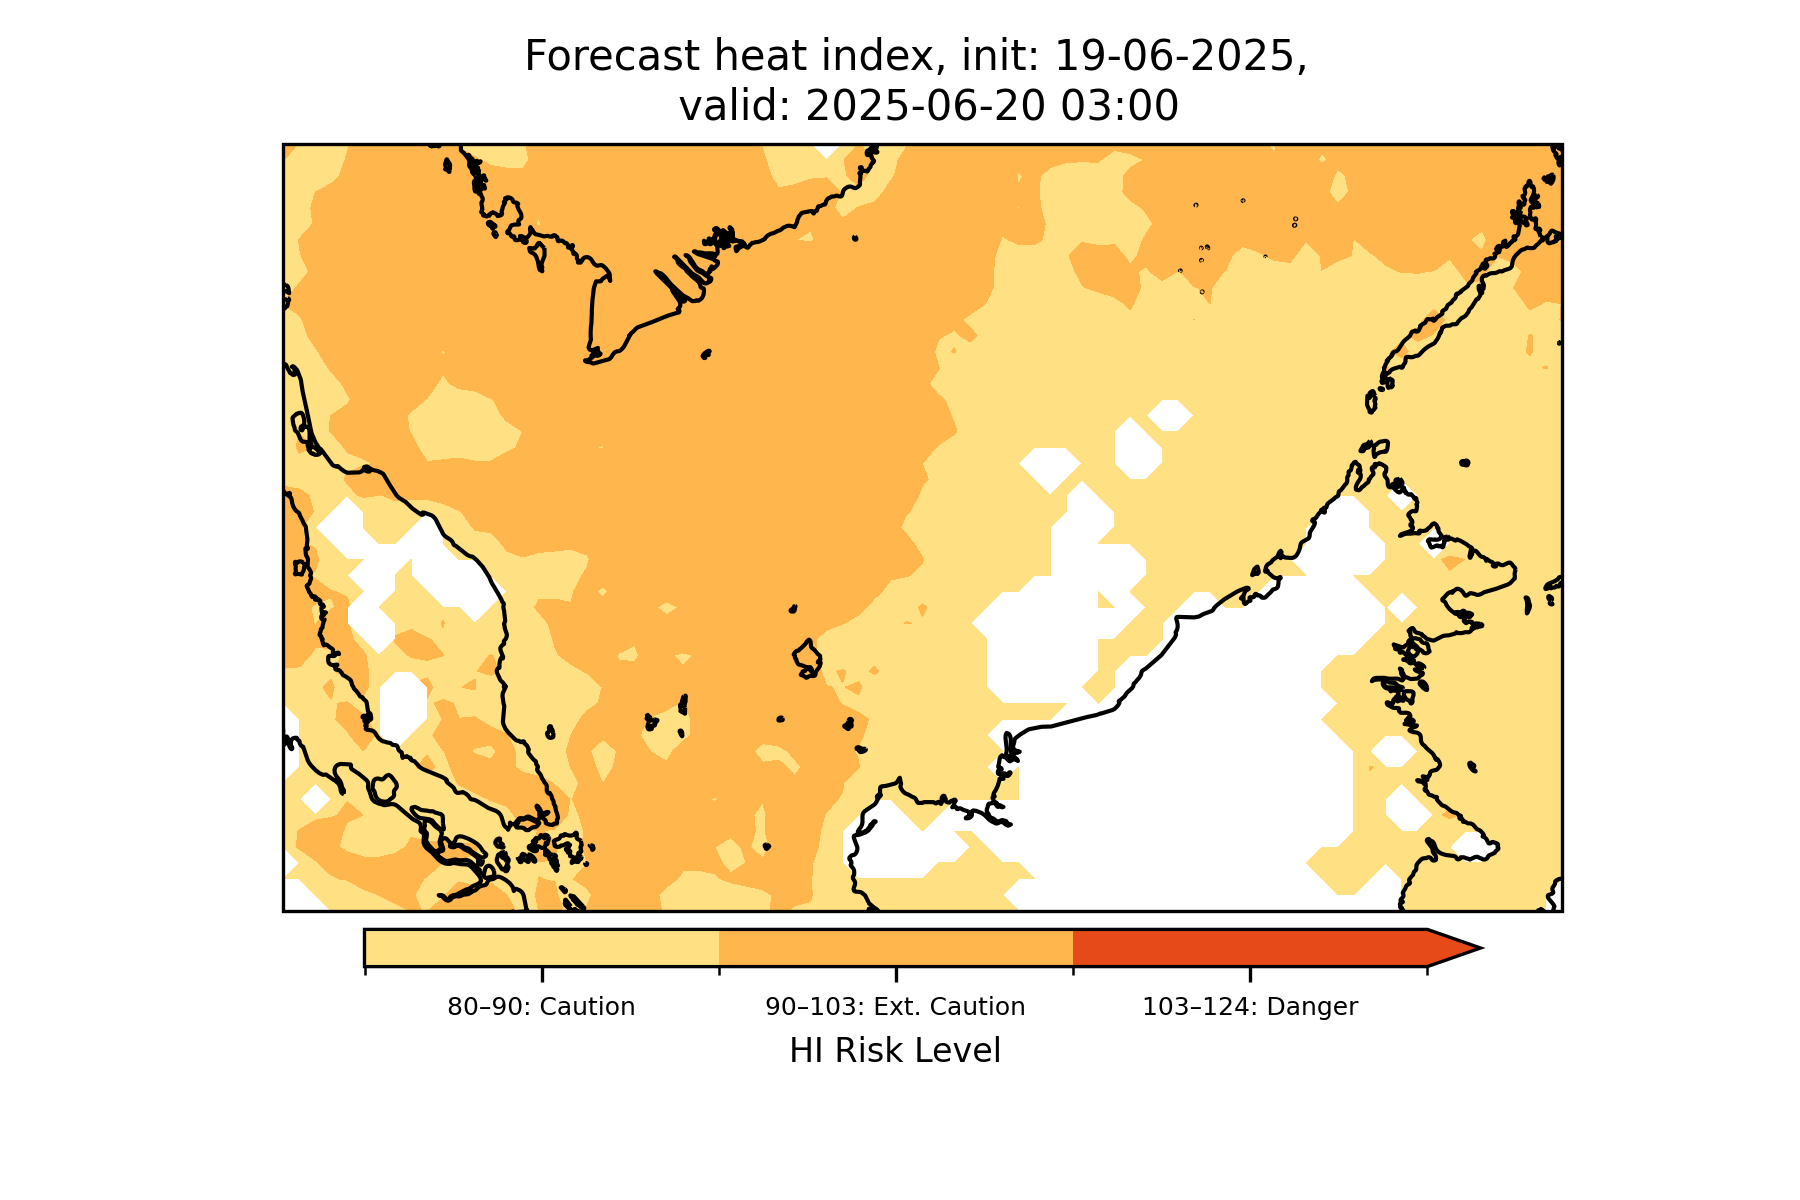 Forecast heat index, init: 19-06-2025,
valid: 2025-06-20 03:00
80–90: Caution
90–103: Ext. Caution
103–124: Danger
HI Risk Level